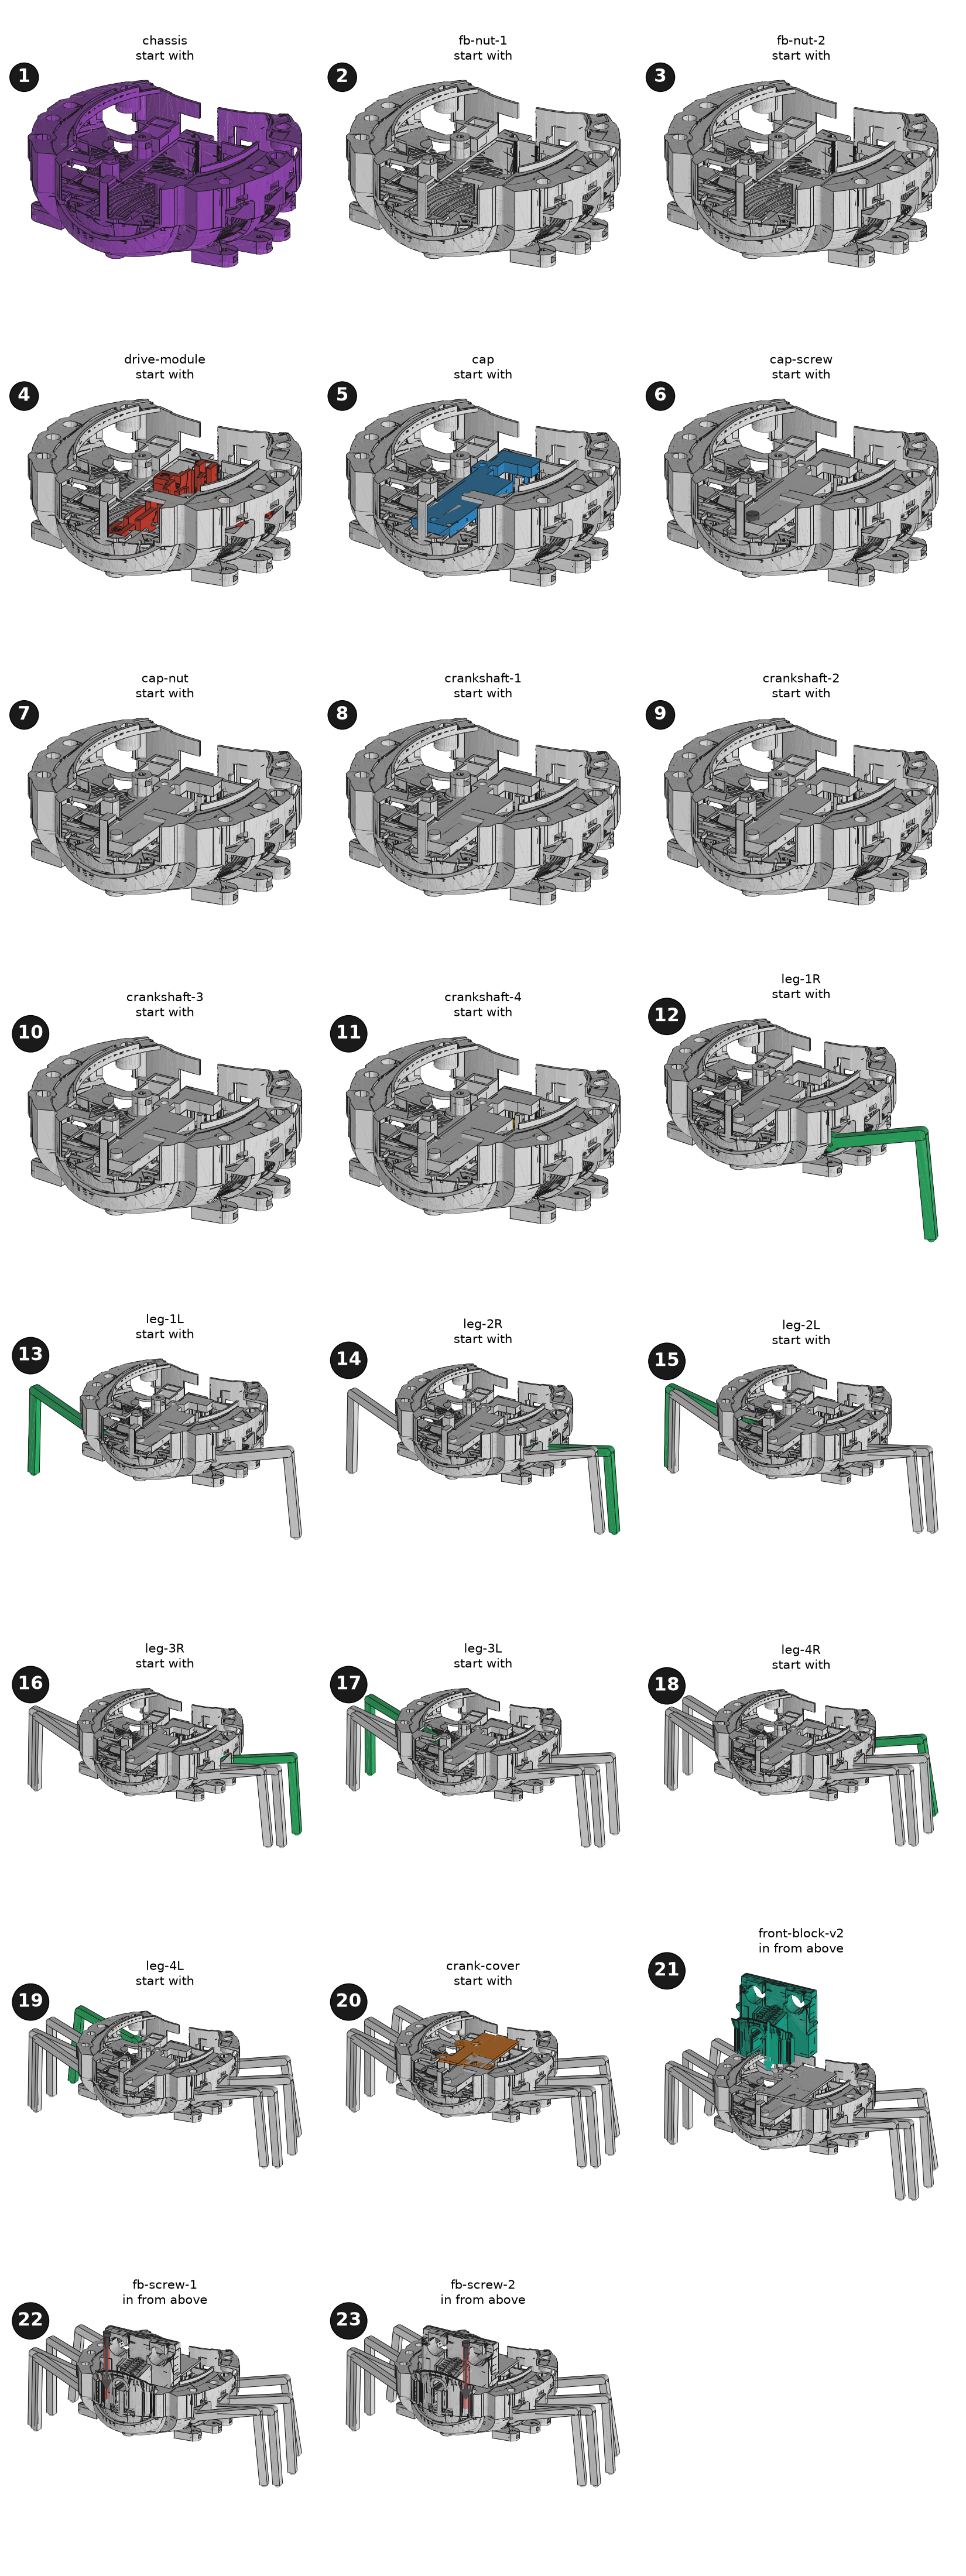 chassis
start with
1
fb-nut-1
start with
2
fb-nut-2
start with
3
drive-module
start with
4
cap
start with
5
cap-screw
start with
6
cap-nut
start with
7
crankshaft-1
start with
8
crankshaft-2
start with
9
crankshaft-3
start with
10
crankshaft-4
start with
11
leg-1R
start with
12
leg-1L
start with
13
leg-2R
start with
14
leg-2L
start with
15
leg-3R
start with
16
leg-3L
start with
17
leg-4R
start with
18
leg-4L
start with
19
crank-cover
start with
20
front-block-v2
in from above
21
fb-screw-1
in from above
22
fb-screw-2
in from above
23